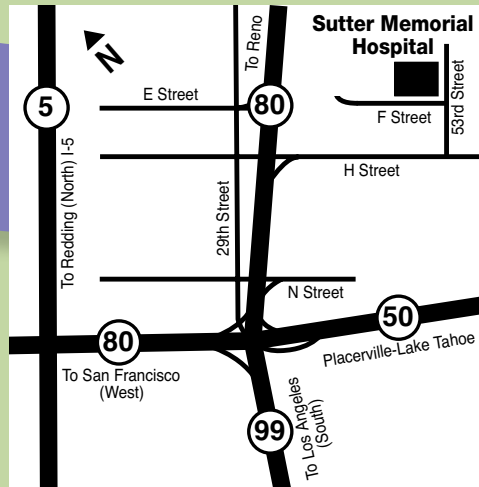 Sutter Memorial
Hospital
N
To Reno
53rd Street
E Street
5
80
F Street
To Redding (North) I-5
H Street
29th Street
N Street
50
80
Placerville-Lake Tahoe
To San Francisco
(West)
99
To Los Angeles
(South)